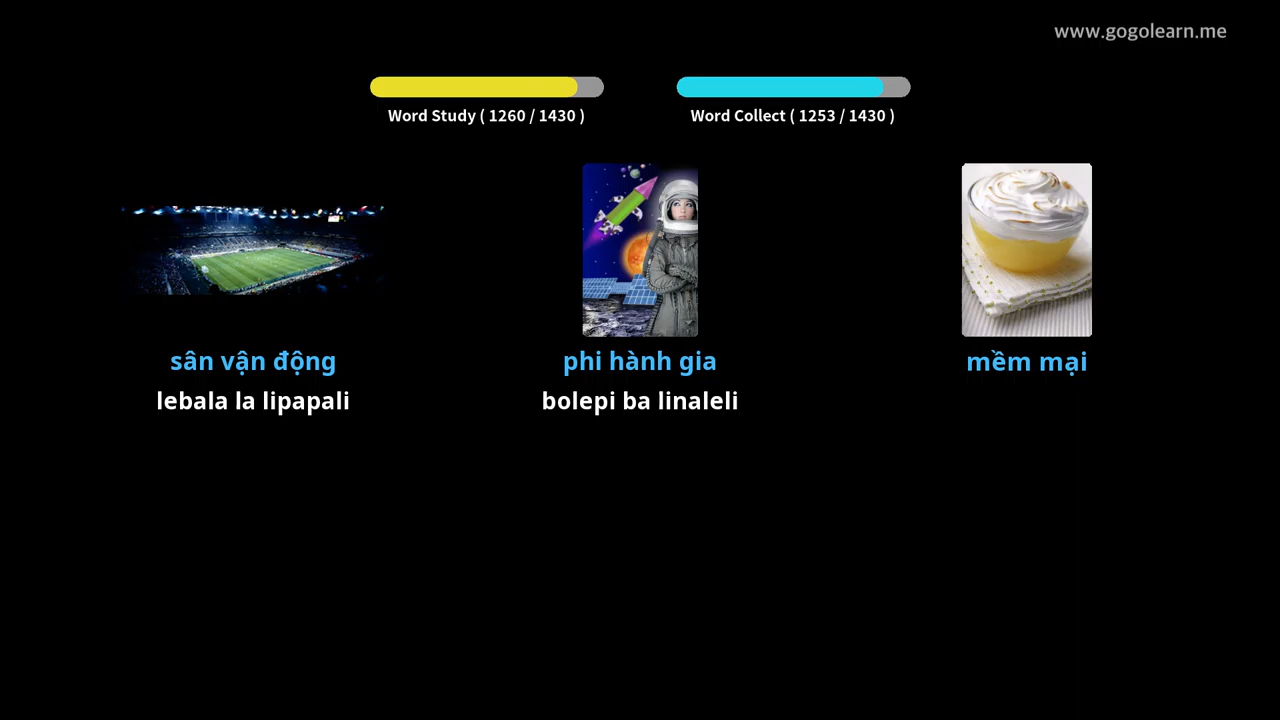 www.gogolearn.me
Word Study ( 1260 / 1430 )
Word Collect ( 1253 / 1430 )
sân vận động
lebala la lipapali
phi hành gia
bolepi ba linaleli
mềm mại